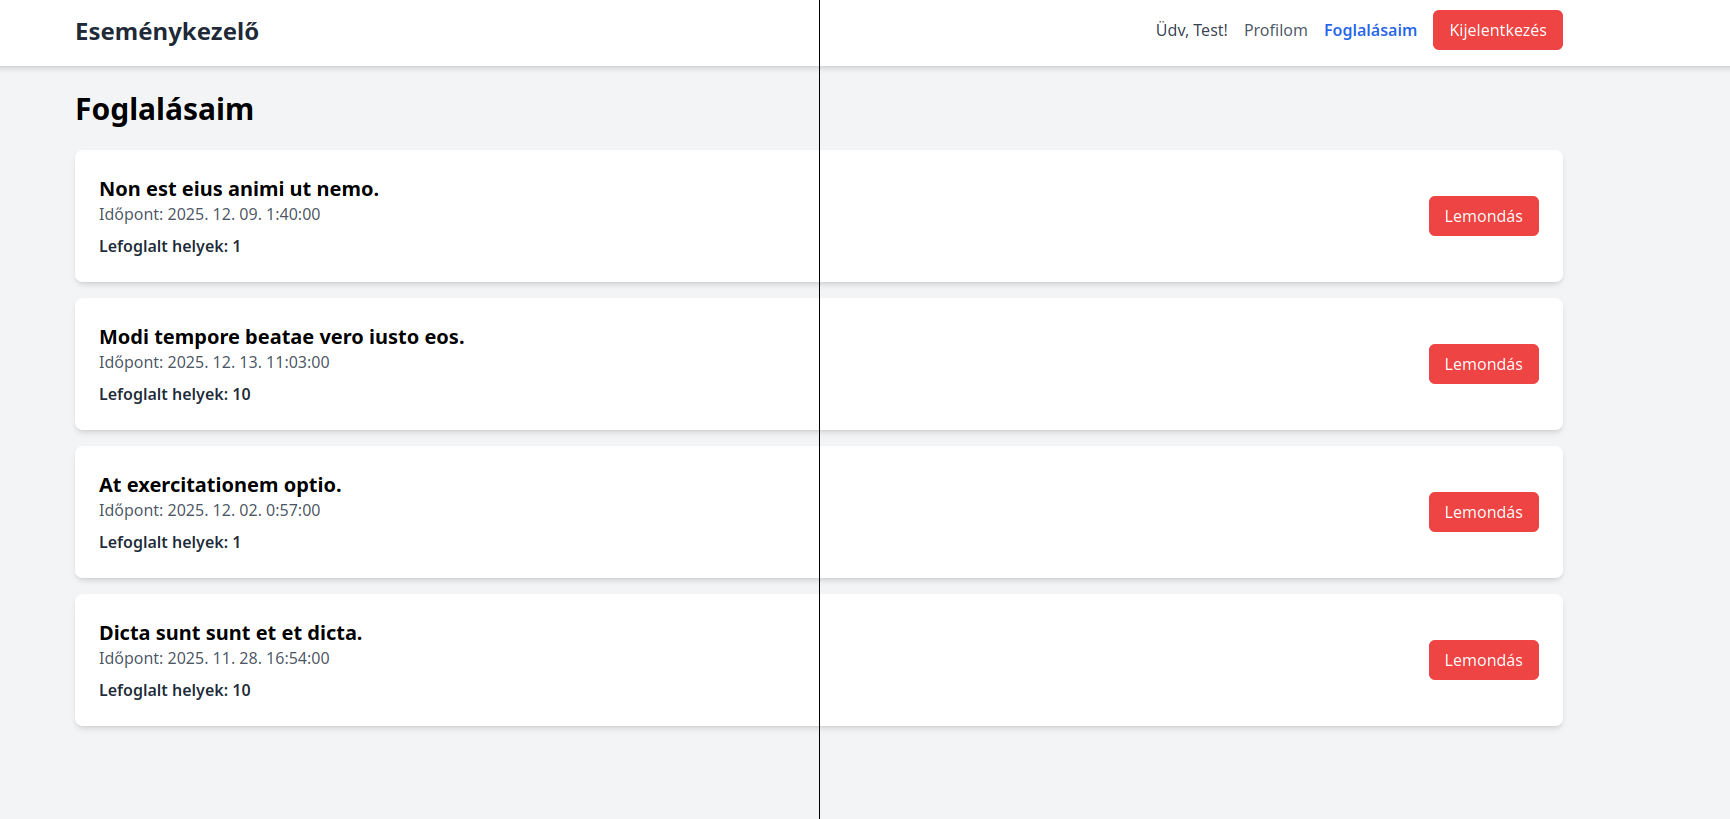 Eseménykezelő
Üdv, Test! Profilom Foglalásaim Kijelentkezés
Foglalásaim
Non est eius animi ut nemo.
Időpont: 2025. 12. 09. 1:40:00
Lefoglalt helyek: 1
Lemondás
Modi tempore beatae vero iusto eos.
Időpont: 2025. 12. 13. 11:03:00
Lefoglalt helyek: 10
Lemondás
At exercitationem optio.
Időpont: 2025. 12. 02. 0:57:00
Lefoglalt helyek: 1
Lemondás
Dicta sunt sunt et et dicta.
Időpont: 2025. 11. 28. 16:54:00
Lefoglalt helyek: 10
Lemondás